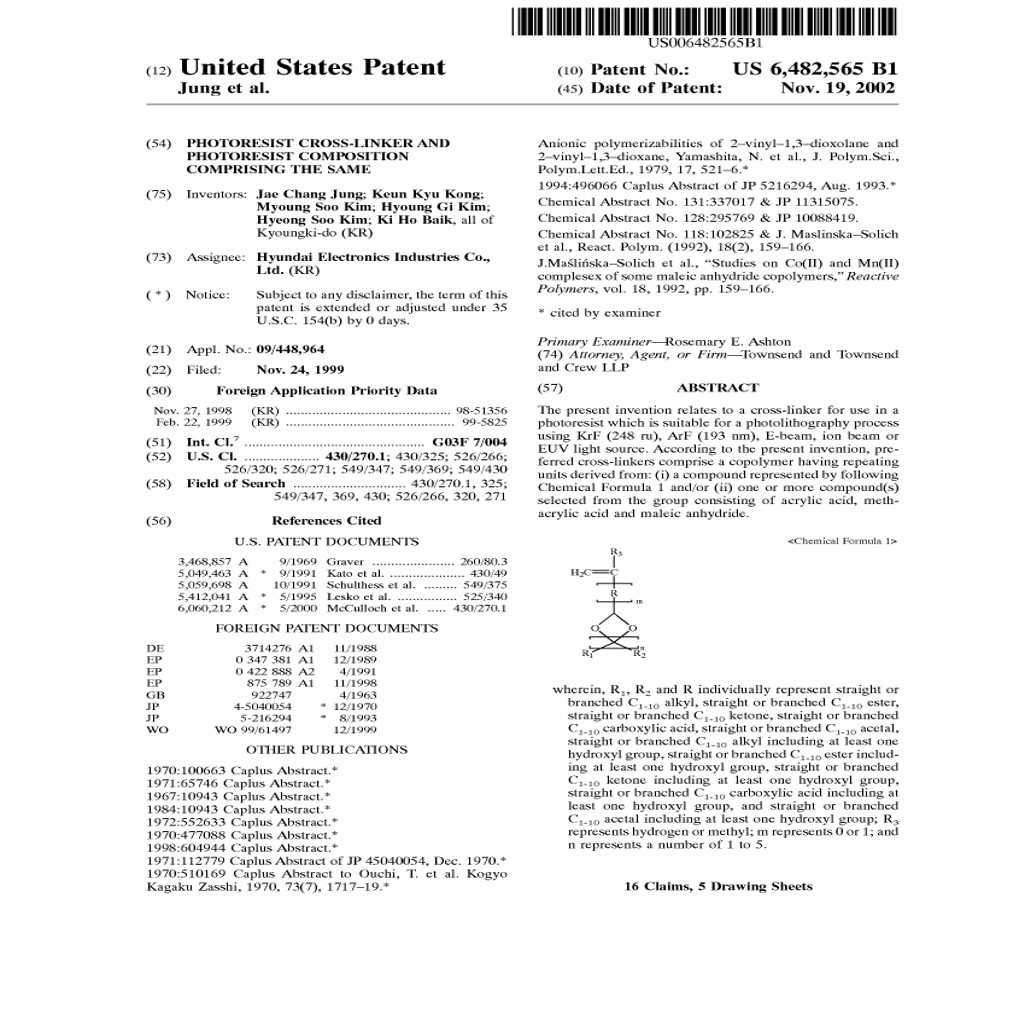 US006482565B1
(12) United States Patent
Jung et al.
(10) Patent No.: US 6,482,565 B1
(45) Date of Patent: Nov. 19, 2002
(54) PHOTORESIST CROSS-LINKER AND
PHOTORESIST COMPOSITION
COMPRISING THE SAME
(75) Inventors: Jae Chang Jung; Keun Kyu Kong;
Myoung Soo Kim; Hyoung Gi Kim;
Hyeong Soo Kim; Ki Ho Baik, all of
Kyoungki-do (KR)
(73) Assignee: Hyundai Electronics Industries Co.,
Ltd. (KR)
( * ) Notice: Subject to any disclaimer, the term of this
patent is extended or adjusted under 35
U.S.C. 154(b) by 0 days.
(21) Appl. No.: 09/448,964
(22) Filed: Nov. 24, 1999
(30) Foreign Application Priority Data
Nov. 27, 1998 (KR) ............................................ 98-51356
Feb. 22, 1999 (KR) ............................................. 99-5825
(51) Int. Cl.7 ................................................ G03F 7/004
(52) U.S. Cl. .................... 430/270.1; 430/325; 526/266;
526/320; 526/271; 549/347; 549/369; 549/430
(58) Field of Search .............................. 430/270.1, 325;
549/347, 369, 430; 526/266, 320, 271
(56) References Cited
U.S. PATENT DOCUMENTS
3,468,857 A 9/1969 Graver ...................... 260/80.3
5,049,463 A * 9/1991 Kato et al. .................... 430/49
5,059,698 A 10/1991 Schulthess et al. ......... 549/375
5,412,041 A * 5/1995 Lesko et al. ................ 525/340
6,060,212 A * 5/2000 McCulloch et al. ..... 430/270.1
FOREIGN PATENT DOCUMENTS
DE 3714276 A1 11/1988
EP 0 347 381 A1 12/1989
EP 0 422 888 A2 4/1991
EP 875 789 A1 11/1998
GB 922747 4/1963
JP 4-5040054 * 12/1970
JP 5-216294 * 8/1993
WO WO 99/61497 12/1999
OTHER PUBLICATIONS
1970:100663 Caplus Abstract.*
1971:65746 Caplus Abstract.*
1967:10943 Caplus Abstract.*
1984:10943 Caplus Abstract.*
1972:552633 Caplus Abstract.*
1970:477088 Caplus Abstract.*
1998:604944 Caplus Abstract.*
1971:112779 Caplus Abstract of JP 45040054, Dec. 1970.*
1970:510169 Caplus Abstract to Ouchi, T. et al. Kogyo
Kagaku Zasshi, 1970, 73(7), 1717–19.*
Anionic polymerizabilities of 2–vinyl–1,3–dioxolane and
2–vinyl–1,3–dioxane, Yamashita, N. et al., J. Polym.Sci.,
Polym.Lett.Ed., 1979, 17, 521–6.*
1994:496066 Caplus Abstract of JP 5216294, Aug. 1993.*
Chemical Abstract No. 131:337017 & JP 11315075.
Chemical Abstract No. 128:295769 & JP 10088419.
Chemical Abstract No. 118:102825 & J. Maslinska–Solich
et al., React. Polym. (1992), 18(2), 159–166.
J.Maślińska–Solich et al., “Studies on Co(II) and Mn(II)
complesex of some maleic anhydride copolymers,” Reactive
Polymers, vol. 18, 1992, pp. 159–166.
* cited by examiner
Primary Examiner—Rosemary E. Ashton
(74) Attorney, Agent, or Firm—Townsend and Townsend
and Crew LLP
(57) ABSTRACT
The present invention relates to a cross-linker for use in a
photoresist which is suitable for a photolithography process
using KrF (248 ru), ArF (193 nm), E-beam, ion beam or
EUV light source. According to the present invention, pre-
ferred cross-linkers comprise a copolymer having repeating
units derived from: (i) a compound represented by following
Chemical Formula 1 and/or (ii) one or more compound(s)
selected from the group consisting of acrylic acid, meth-
acrylic acid and maleic anhydride.
<Chemical Formula 1>
R3
H2C C
R
m
O O
n
R1 R2
wherein, R1, R2 and R individually represent straight or
branched C1-10 alkyl, straight or branched C1-10 ester,
straight or branched C1-10 ketone, straight or branched
C1-10 carboxylic acid, straight or branched C1-10 acetal,
straight or branched C1-10 alkyl including at least one
hydroxyl group, straight or branched C1-10 ester includ-
ing at least one hydroxyl group, straight or branched
C1-10 ketone including at least one hydroxyl group,
straight or branched C1-10 carboxylic acid including at
least one hydroxyl group, and straight or branched
C1-10 acetal including at least one hydroxyl group; R3
represents hydrogen or methyl; m represents 0 or 1; and
n represents a number of 1 to 5.
16 Claims, 5 Drawing Sheets